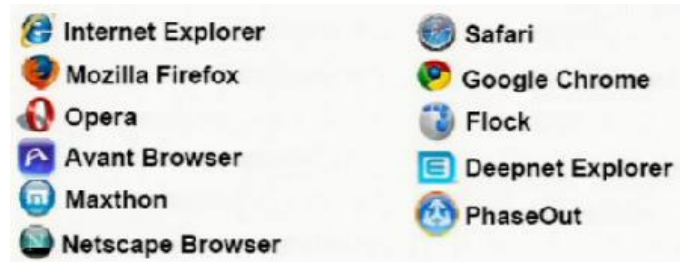 Internet Explorer
Mozilla Firefox
Opera
Avant Browser
Maxthon
Netscape Browser
Safari
Google Chrome
Flock
Deepnet Explorer
PhaseOut